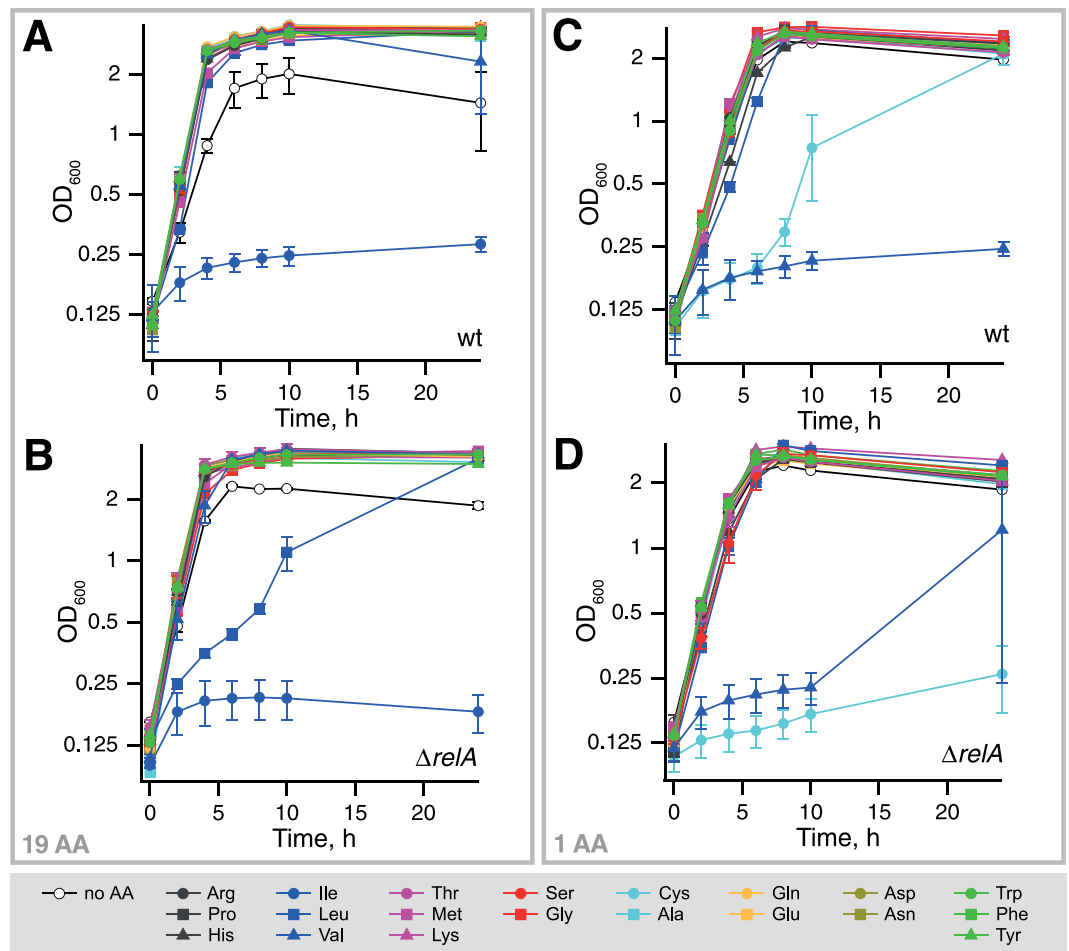 A
OD600
2
1
0.5
0.25
0.125
wt
0 5 10 15 20
Time, h
B
OD600
2
1
0.5
0.25
0.125
ΔrelA
0 5 10 15 20
Time, h
19 AA
C
OD600
2
1
0.5
0.25
0.125
wt
0 5 10 15 20
Time, h
D
OD600
2
1
0.5
0.25
0.125
ΔrelA
0 5 10 15 20
Time, h
1 AA
no AA Arg Ile Thr Ser Cys Gln Asp Trp
Pro Leu Met Gly Ala Glu Asn Phe
His Val Lys Tyr